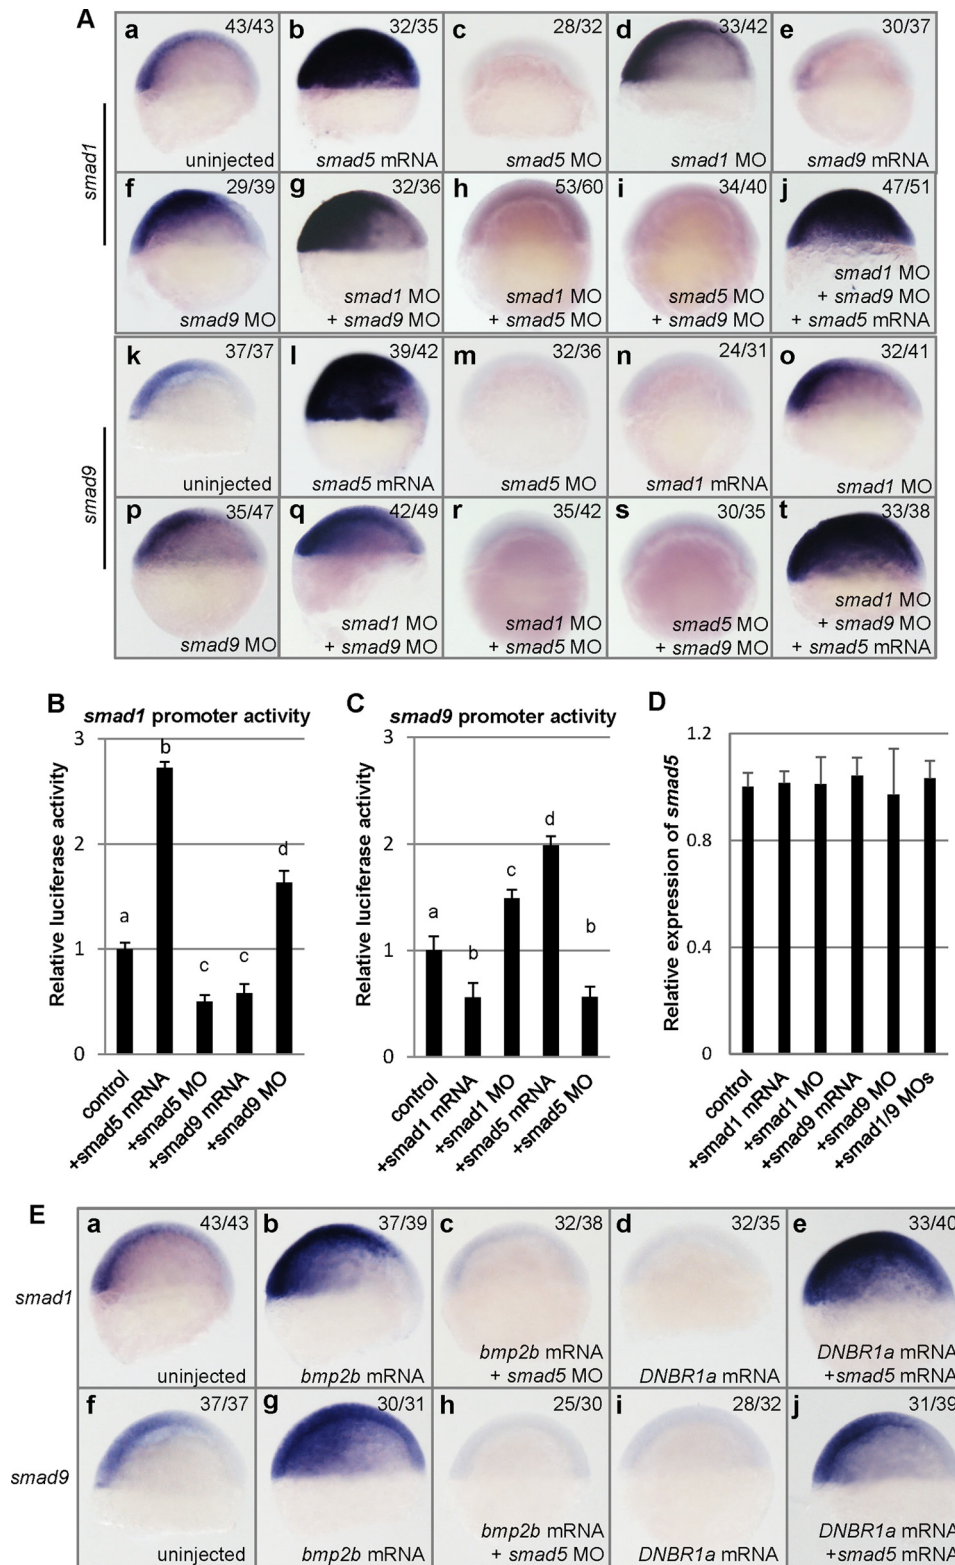 A
a 43/43 b 32/35 c 28/32 d 33/42 e 30/37
smad1
uninjected smad5 mRNA smad5 MO smad1 MO smad9 mRNA
f 29/39 g 32/36 h 53/60 i 34/40 j 47/51
smad1 MO
smad1 MO smad1 MO smad5 MO + smad9 MO
smad9 MO + smad9 MO + smad5 MO + smad9 MO + smad5 mRNA
k 37/37 l 39/42 m 32/36 n 24/31 o 32/41
smad9
uninjected smad5 mRNA smad5 MO smad1 mRNA smad1 MO
p 35/47 q 42/49 r 35/42 s 30/35 t 33/38
smad1 MO
smad1 MO smad1 MO smad5 MO + smad9 MO
smad9 MO + smad9 MO + smad5 MO + smad9 MO + smad5 mRNA
B
smad1 promoter activity
Relative luciferase activity
3
2
1
0
a b c c d
control
+smad5 mRNA
+smad5 MO
+smad9 mRNA
+smad9 MO
C
smad9 promoter activity
Relative luciferase activity
3
2
1
0
a b c d b
control
+smad1 mRNA
+smad1 MO
+smad5 mRNA
+smad5 MO
D
Relative expression of smad5
1.2
0.8
0.4
0
control
+smad1 mRNA
+smad1 MO
+smad9 mRNA
+smad9 MO
+smad1/9 MOs
E
a 43/43 b 37/39 c 32/38 d 32/35 e 33/40
smad1
bmp2b mRNA DNBR1a mRNA
uninjected bmp2b mRNA + smad5 MO DNBR1a mRNA +smad5 mRNA
f 37/37 g 30/31 h 25/30 i 28/32 j 31/39
smad9
bmp2b mRNA DNBR1a mRNA
uninjected bmp2b mRNA + smad5 MO DNBR1a mRNA +smad5 mRNA